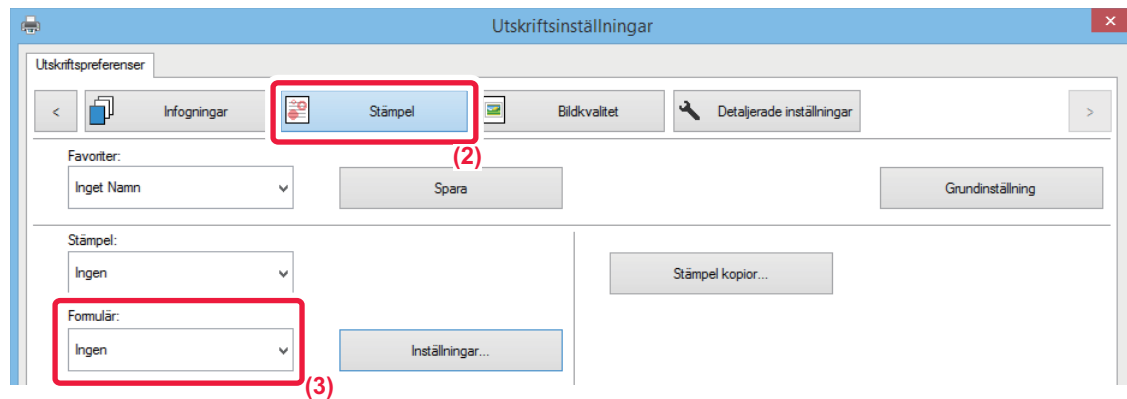 Utskriftsinställningar
Utskriftspreferenser
< Infogningar Stämpel Bildkvalitet Detaljerade inställningar >
(2)
Favoriter:
Inget Namn Spara Grundinställning
Stämpel:
Ingen Stämpel kopior...
Formulär:
Ingen Inställningar...
(3)